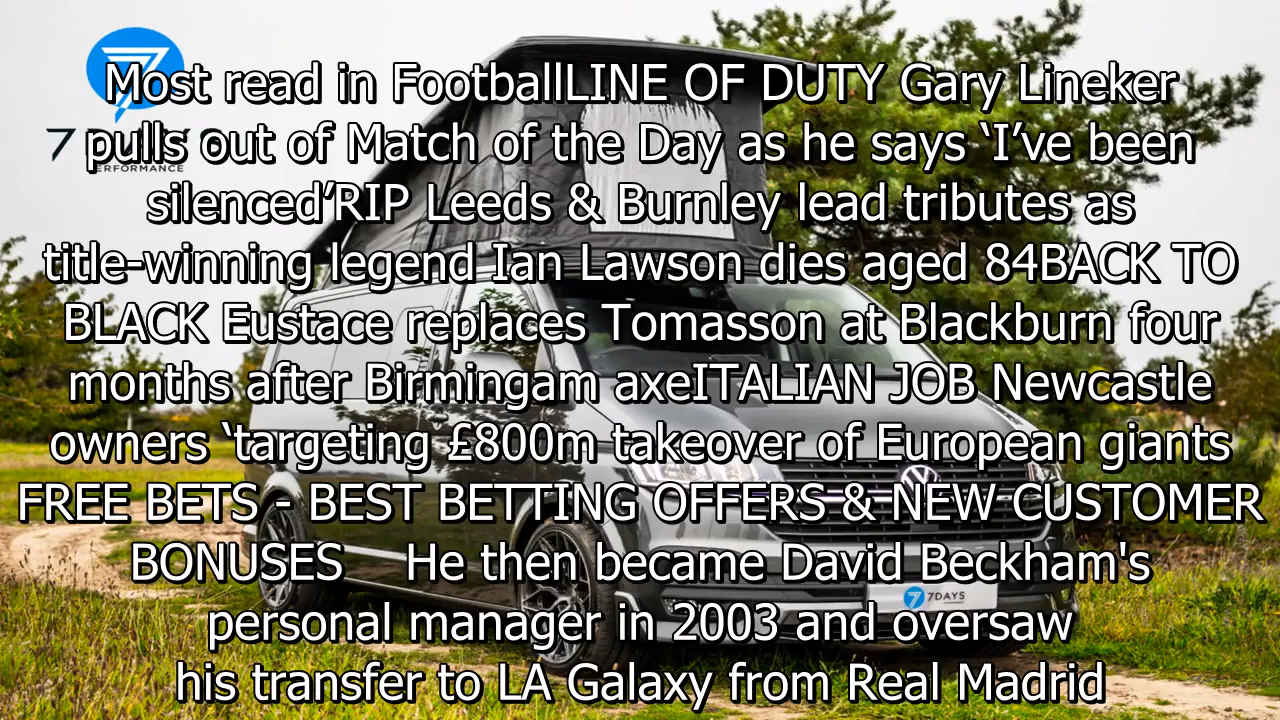 Most read in FootballLINE OF DUTY Gary Lineker
pulls out of Match of the Day as he says ‘I’ve been
silenced’RIP Leeds & Burnley lead tributes as
title-winning legend Ian Lawson dies aged 84BACK TO
BLACK Eustace replaces Tomasson at Blackburn four
months after Birmingam axeITALIAN JOB Newcastle
owners ‘targeting £800m takeover of European giants
FREE BETS - BEST BETTING OFFERS & NEW CUSTOMER
BONUSES He then became David Beckham's
personal manager in 2003 and oversaw
his transfer to LA Galaxy from Real Madrid
7DAYS